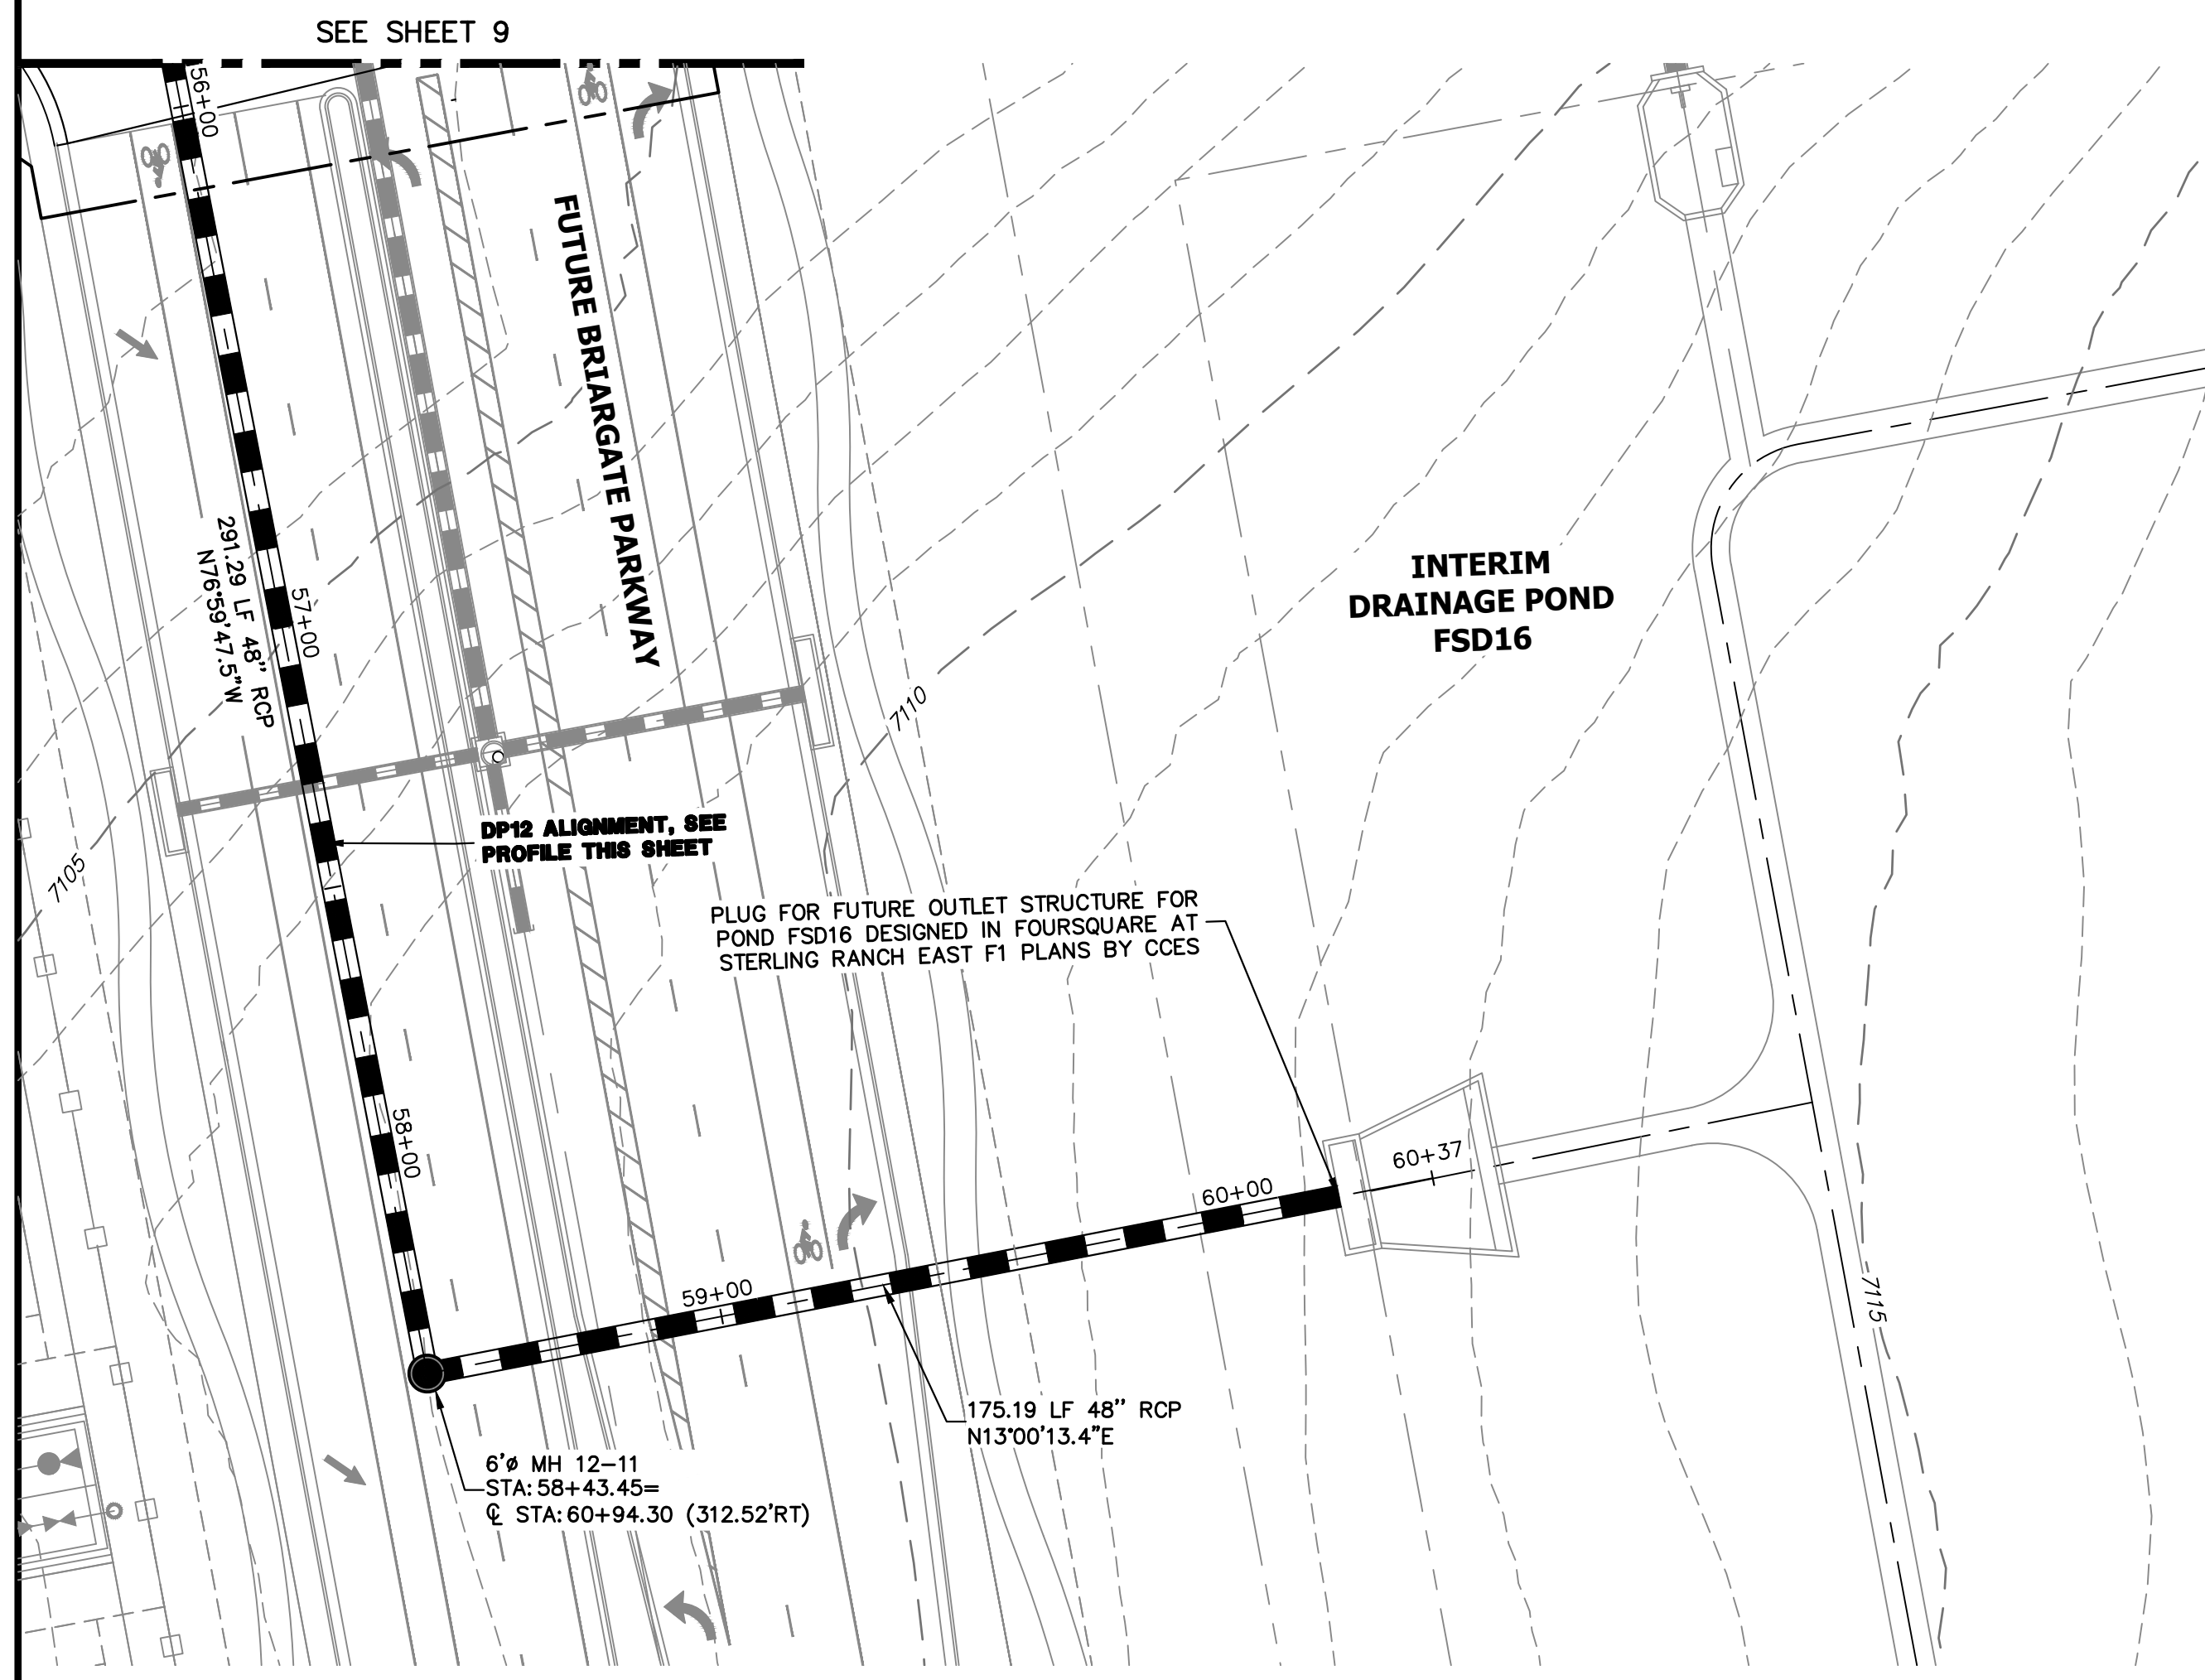 SEE SHEET 9
56+00
FUTURE BRIARGATE PARKWAY
291.29 LF 48" RCP
N76°59'47.5"W
57+00
INTERIM
DRAINAGE POND
FSD16
7110
7105
DP12 ALIGNMENT, SEE
PROFILE THIS SHEET
PLUG FOR FUTURE OUTLET STRUCTURE FOR
POND FSD16 DESIGNED IN FOURSQUARE AT
STERLING RANCH EAST F1 PLANS BY CCES
58+00
60+37
60+00
59+00
7115
175.19 LF 48" RCP
N13°00'13.4"E
6'ø MH 12-11
STA: 58+43.45=
℄ STA: 60+94.30 (312.52'RT)